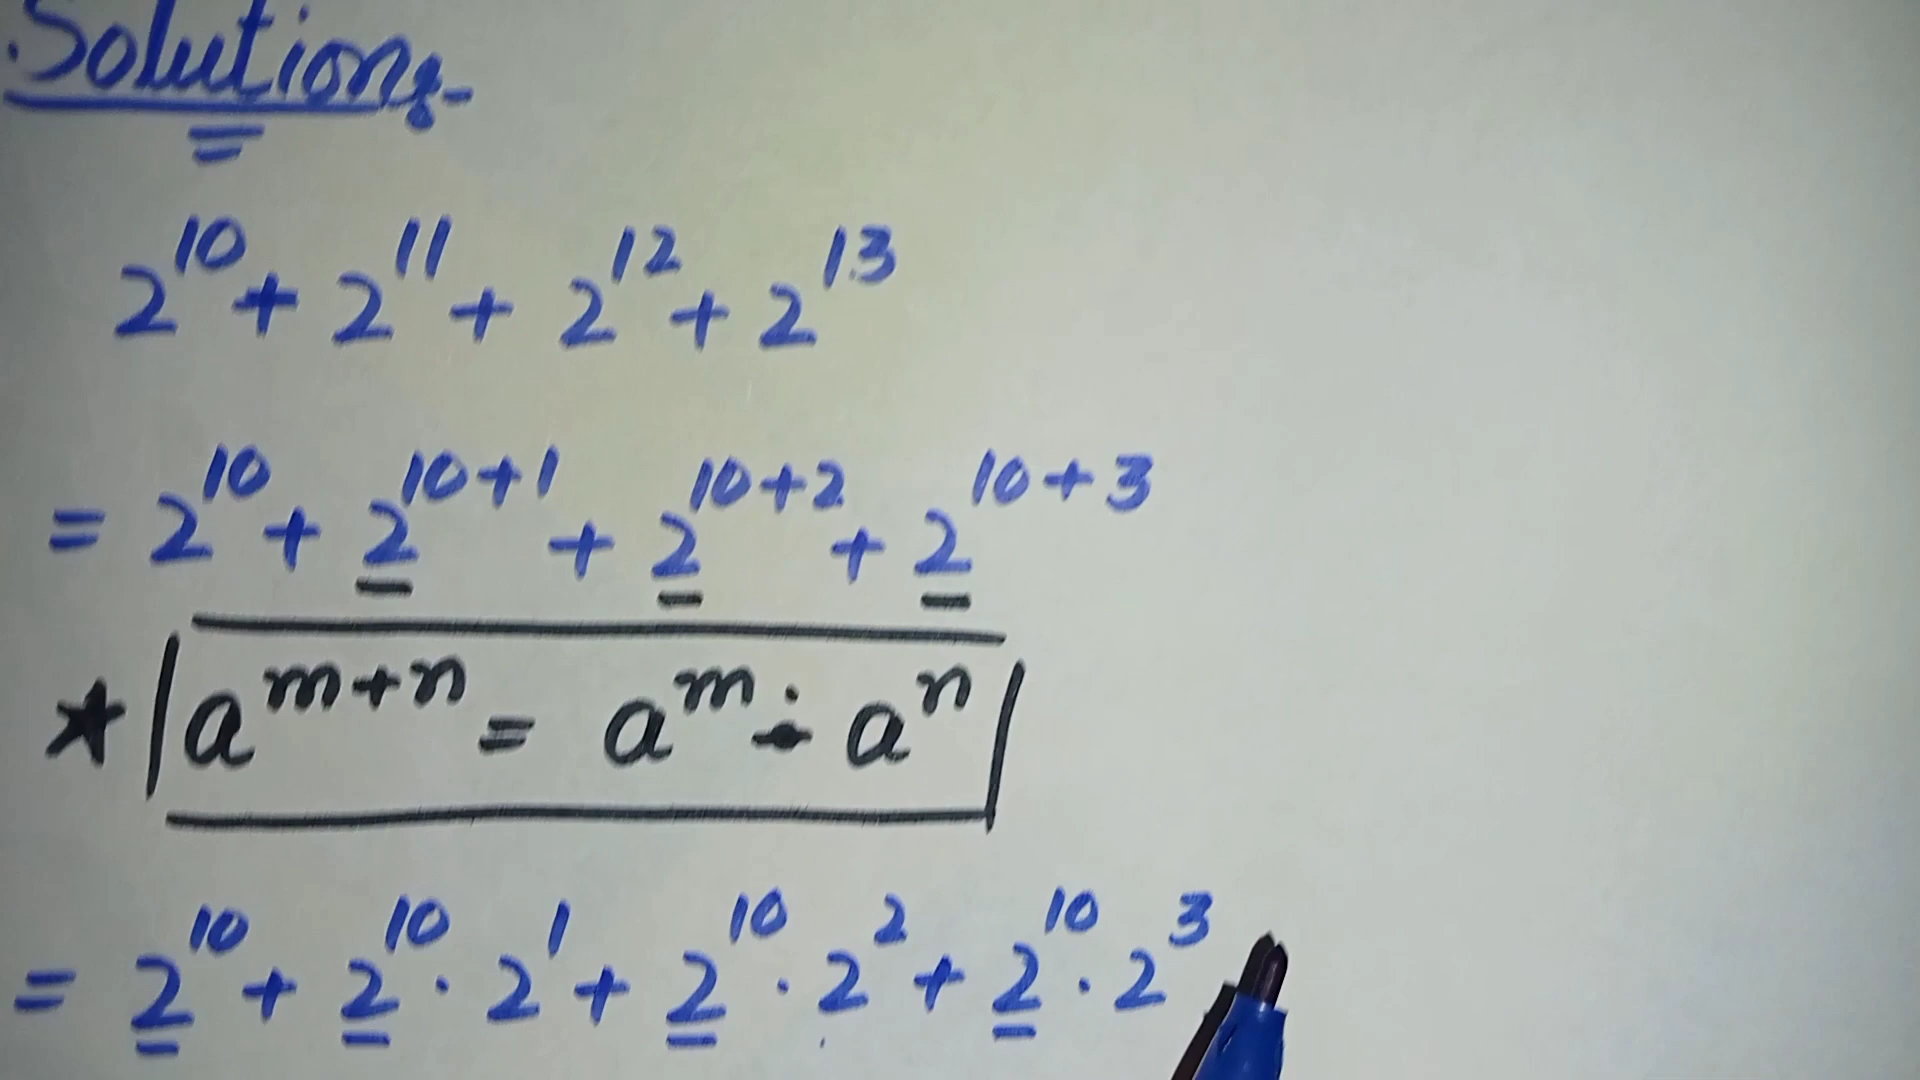 Solution:-
2^10 + 2^11 + 2^12 + 2^13
= 2^10 + 2^10+1 + 2^10+2 + 2^10+3
★ a^m+n = a^m ÷ a^n
= 2^10 + 2^10 · 2^1 + 2^10 · 2^2 + 2^10 · 2^3